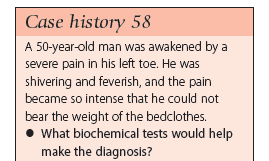 Case history 58
A 50-year-old man was awakened by a
severe pain in his left toe. He was
shivering and feverish, and the pain
became so intense that he could not
bear the weight of the bedclothes.
● What biochemical tests would help
make the diagnosis?